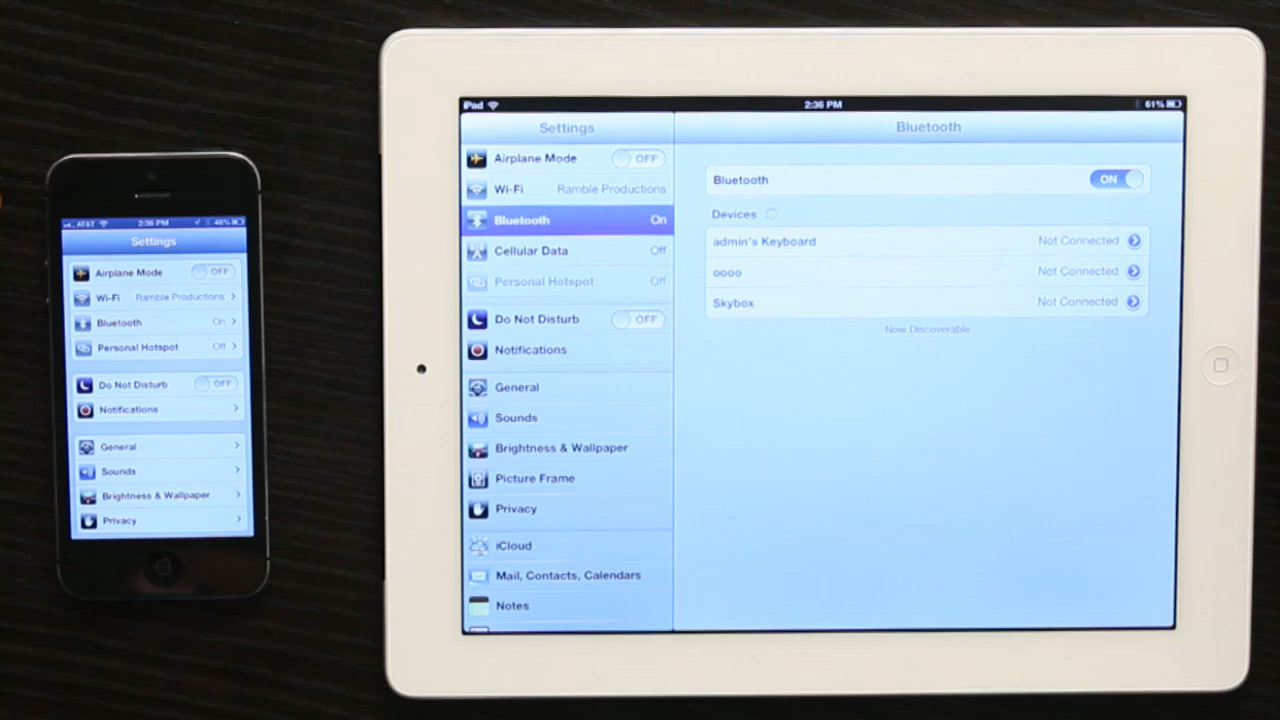 AT&T 2:36 PM 46%
Settings
Airplane Mode OFF
Wi-Fi Ramble Productions
Bluetooth On
Personal Hotspot Off
Do Not Disturb OFF
Notifications
General
Sounds
Brightness & Wallpaper
Privacy
iPad 2:36 PM 61%
Settings
Airplane Mode OFF
Wi-Fi Ramble Productions
Bluetooth On
Cellular Data Off
Personal Hotspot Off
Do Not Disturb OFF
Notifications
General
Sounds
Brightness & Wallpaper
Picture Frame
Privacy
iCloud
Mail, Contacts, Calendars
Notes
Bluetooth
Bluetooth ON
Devices
admin's Keyboard Not Connected
oooo Not Connected
Skybox Not Connected
Now Discoverable